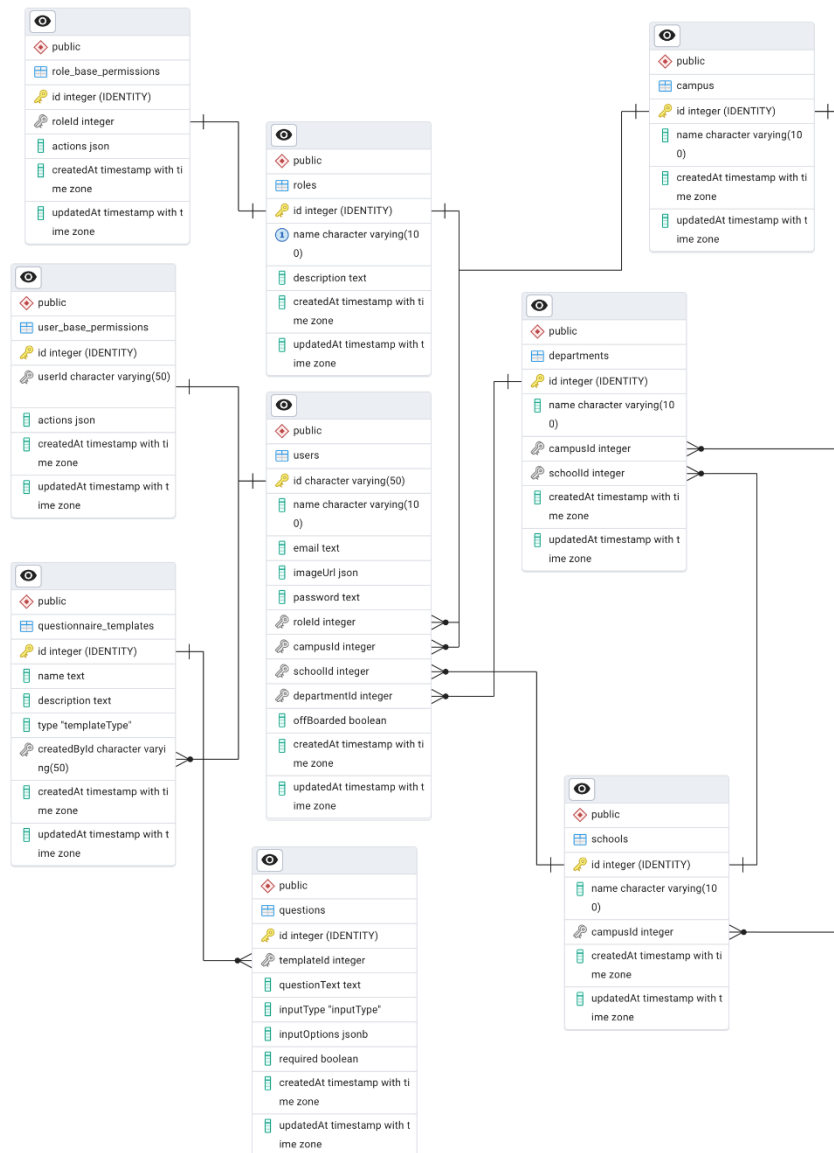 public
role_base_permissions
id integer (IDENTITY)
roleId integer
actions json
createdAt timestamp with ti
me zone
updatedAt timestamp with t
ime zone
public
user_base_permissions
id integer (IDENTITY)
userId character varying(50)
actions json
createdAt timestamp with ti
me zone
updatedAt timestamp with t
ime zone
public
questionnaire_templates
id integer (IDENTITY)
name text
description text
type "templateType"
createdById character varyi
ng(50)
createdAt timestamp with ti
me zone
updatedAt timestamp with t
ime zone
public
roles
id integer (IDENTITY)
1
name character varying(10
0)
description text
createdAt timestamp with ti
me zone
updatedAt timestamp with t
ime zone
public
users
id character varying(50)
name character varying(10
0)
email text
imageUrl json
password text
roleId integer
campusId integer
schoolId integer
departmentId integer
offBoarded boolean
createdAt timestamp with ti
me zone
updatedAt timestamp with t
ime zone
public
questions
id integer (IDENTITY)
templateId integer
questionText text
inputType "inputType"
inputOptions jsonb
required boolean
createdAt timestamp with ti
me zone
updatedAt timestamp with t
ime zone
public
campus
id integer (IDENTITY)
name character varying(10
0)
createdAt timestamp with ti
me zone
updatedAt timestamp with t
ime zone
public
departments
id integer (IDENTITY)
name character varying(10
0)
campusId integer
schoolId integer
createdAt timestamp with ti
me zone
updatedAt timestamp with t
ime zone
public
schools
id integer (IDENTITY)
name character varying(10
0)
campusId integer
createdAt timestamp with ti
me zone
updatedAt timestamp with t
ime zone